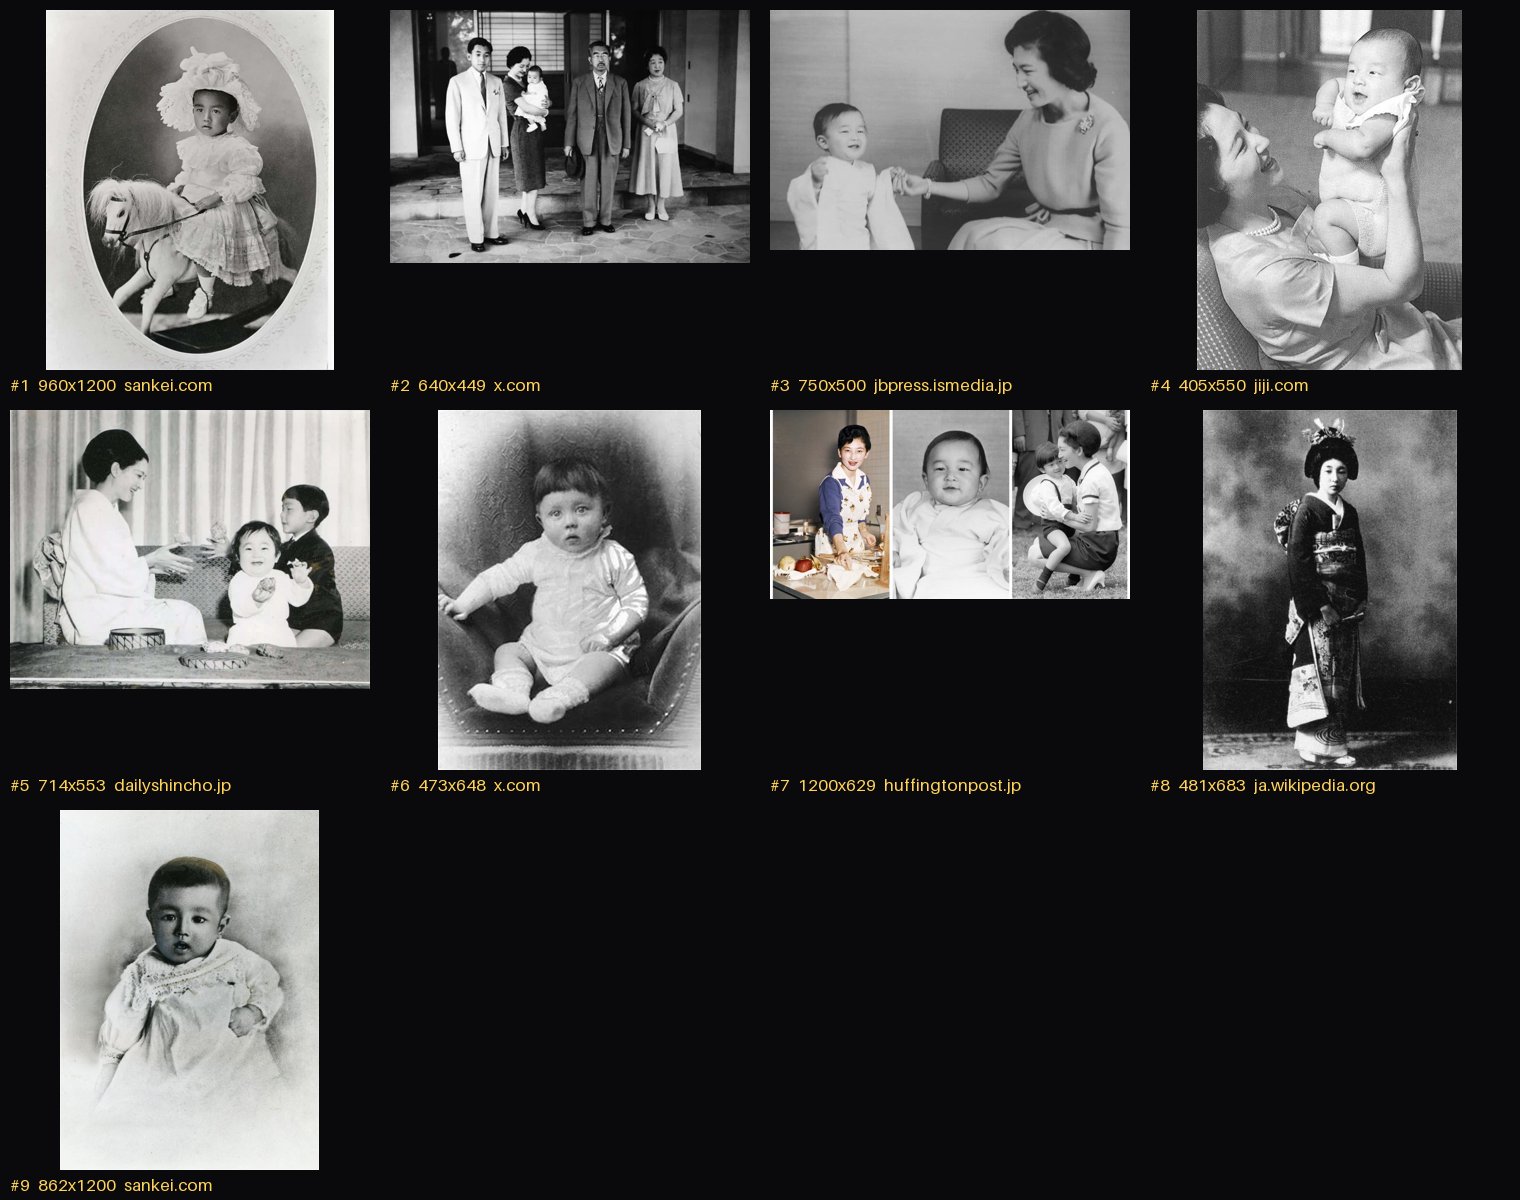 #1 960x1200 sankei.com
#2 640x449 x.com
#3 750x500 jbpress.ismedia.jp
#4 405x550 jiji.com
#5 714x553 dailyshincho.jp
#6 473x648 x.com
#7 1200x629 huffingtonpost.jp
#8 481x683 ja.wikipedia.org
#9 862x1200 sankei.com